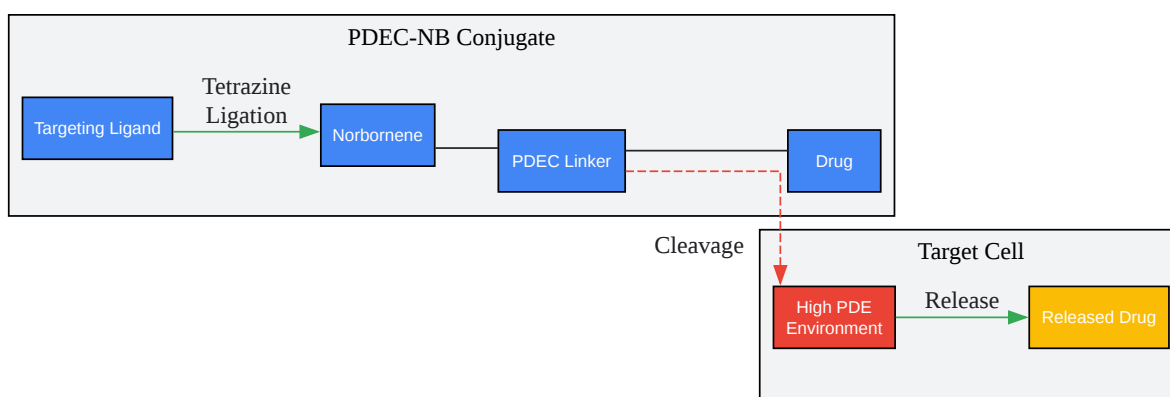 PDEC-NB Conjugate
Tetrazine
Ligation
Targeting Ligand
Norbornene
PDEC Linker
Drug
Cleavage
Target Cell
High PDE
Environment
Release
Released Drug